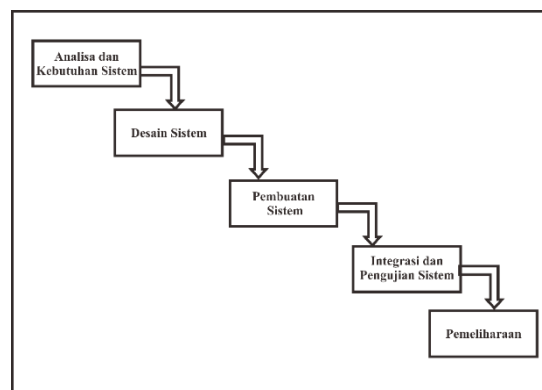 Analisa dan
Kebutuhan Sistem
Desain Sistem
Pembuatan
Sistem
Integrasi dan
Pengujian Sistem
Pemeliharaan